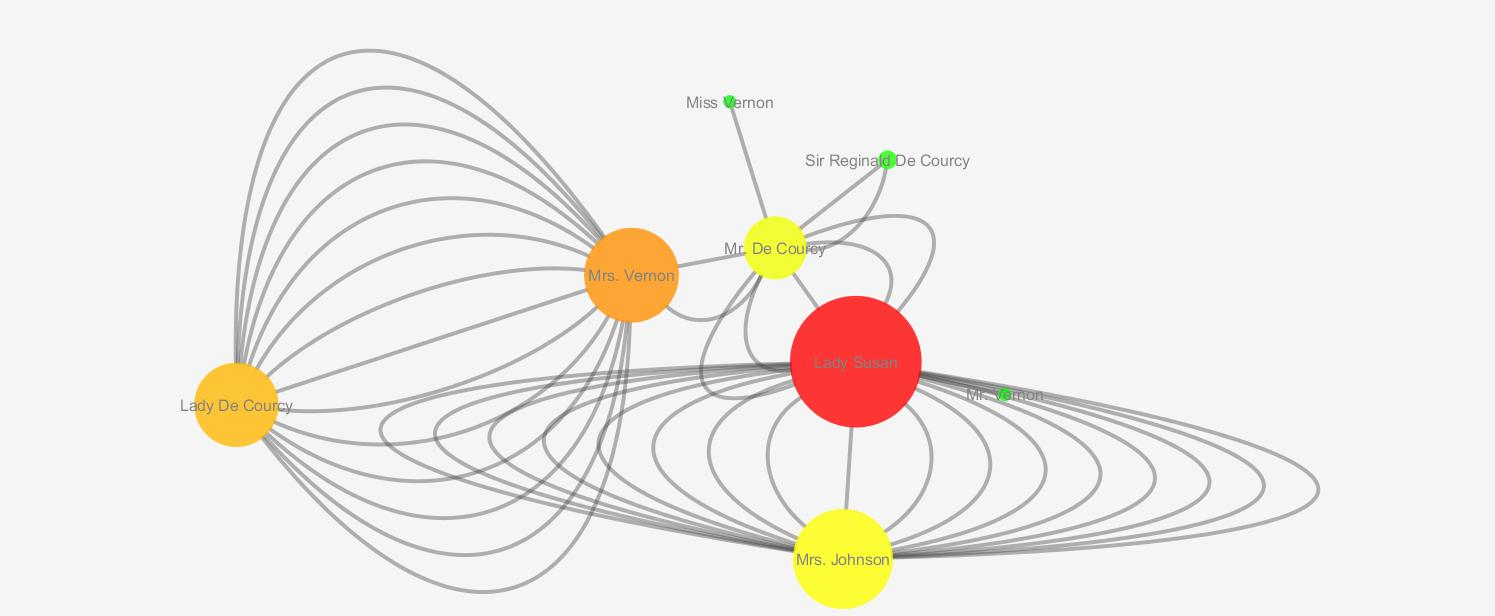 Miss Vernon
Sir Reginald De Courcy
Mr. De Courcy
Mrs. Vernon
Lady Susan
Mr. Vernon
Lady De Courcy
Mrs. Johnson